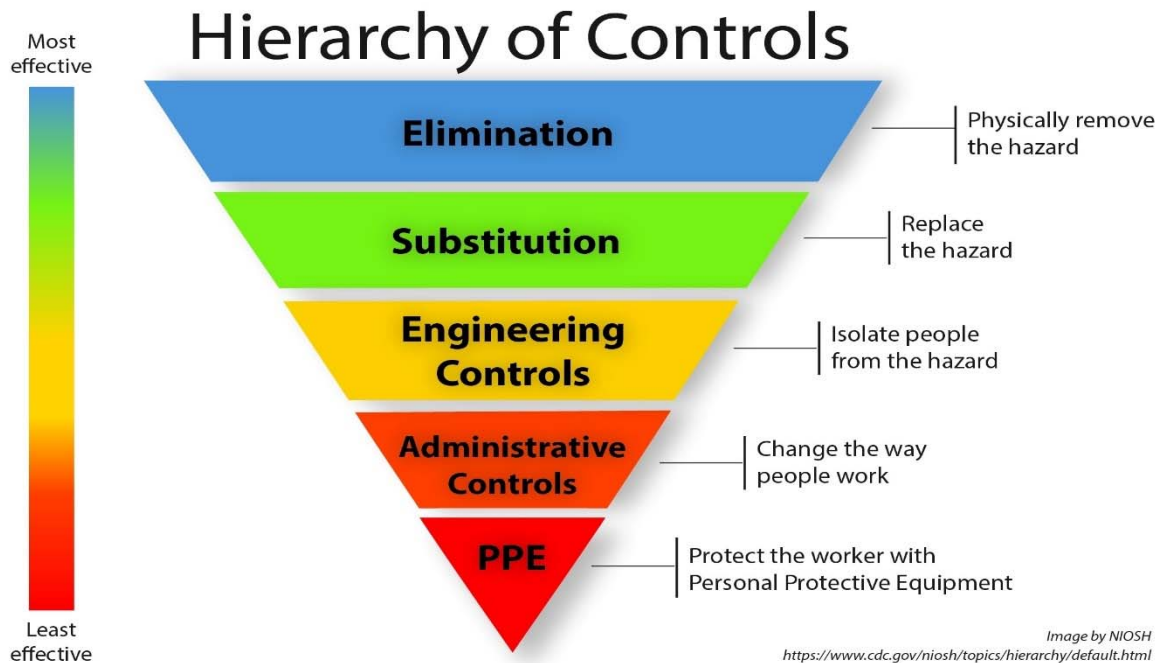 Hierarchy of Controls
Most
effective
Elimination
Physically remove
the hazard
Substitution
Replace
the hazard
Engineering
Controls
Isolate people
from the hazard
Administrative
Controls
Change the way
people work
PPE
Protect the worker with
Personal Protective Equipment
Least
effective
Image by NIOSH
https://www.cdc.gov/niosh/topics/hierarchy/default.html